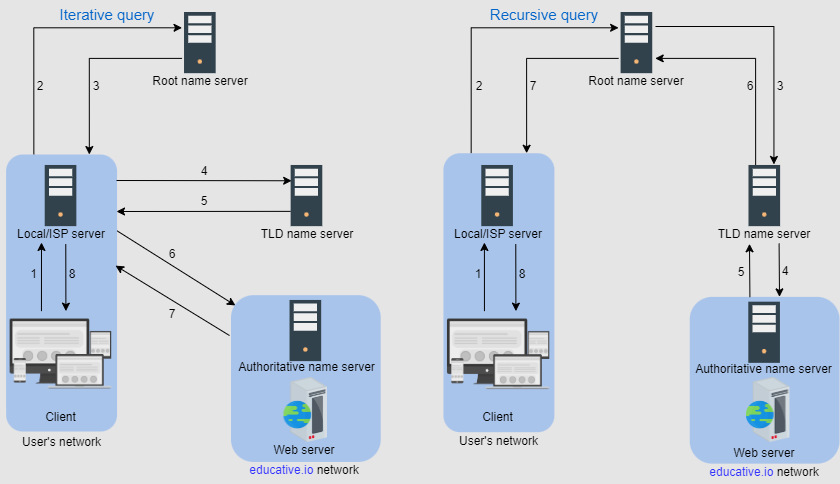 Iterative query
Root name server
2
3
4
5
Local/ISP server
TLD name server
6
7
1
8
Authoritative name server
Client
Web server
User's network
educative.io network
Recursive query
Root name server
2
7
6
3
Local/ISP server
TLD name server
1
8
5
4
Authoritative name server
Client
Web server
User's network
educative.io network